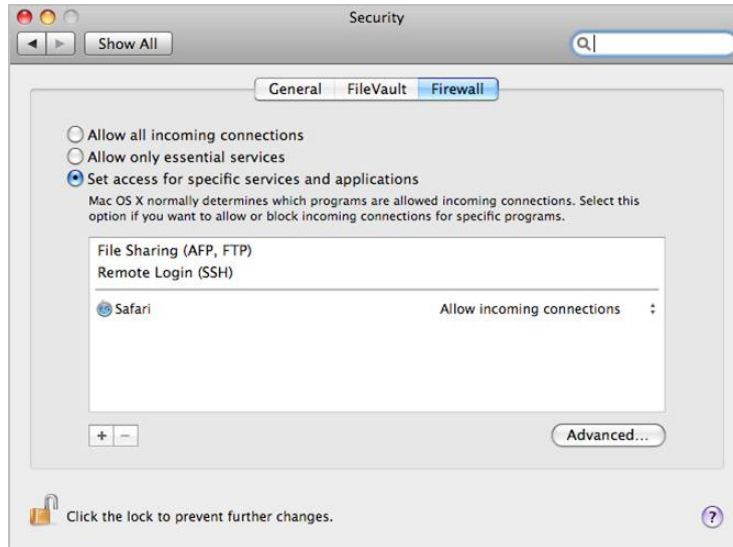 Security
Show All
General FileVault Firewall
Allow all incoming connections
Allow only essential services
Set access for specific services and applications
Mac OS X normally determines which programs are allowed incoming connections. Select this
option if you want to allow or block incoming connections for specific programs.
File Sharing (AFP, FTP)
Remote Login (SSH)
Safari Allow incoming connections
+ −
Advanced...
Click the lock to prevent further changes.
?